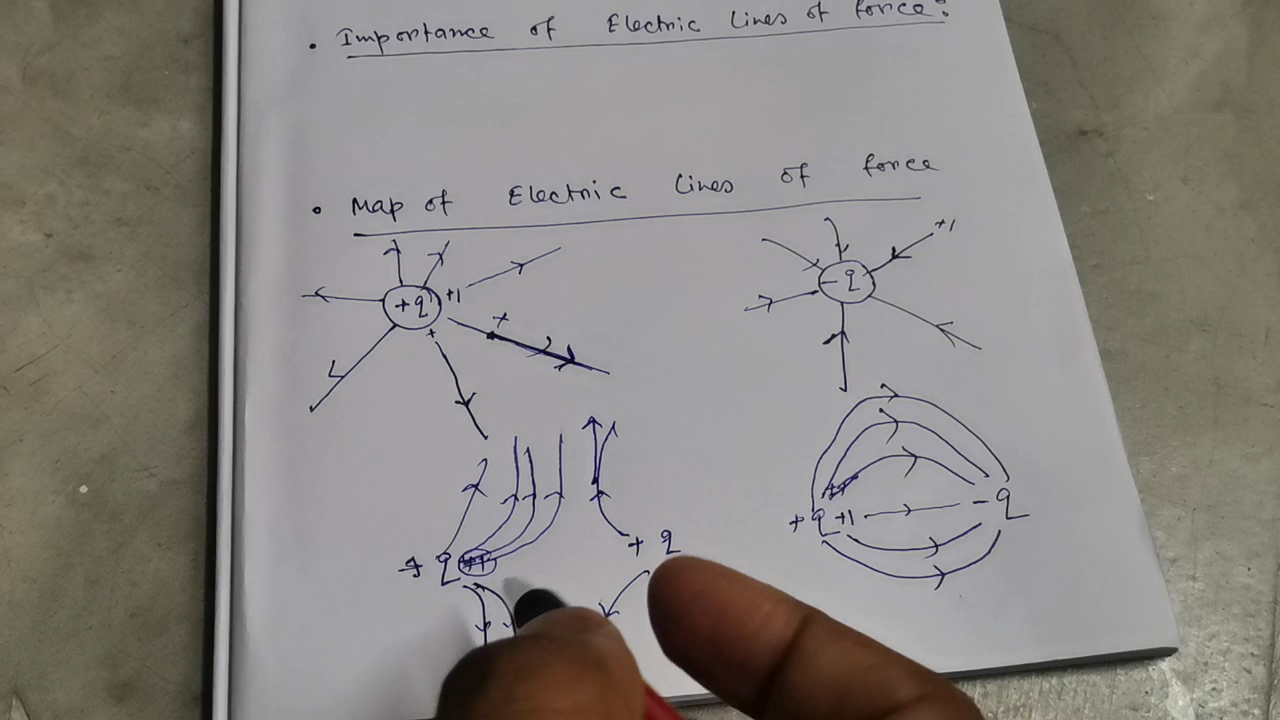 • Importance of Electric Lines of force:
• Map of Electric Lines of force
+q +1
+
+
-q +1
+q +1 -q
+q + q